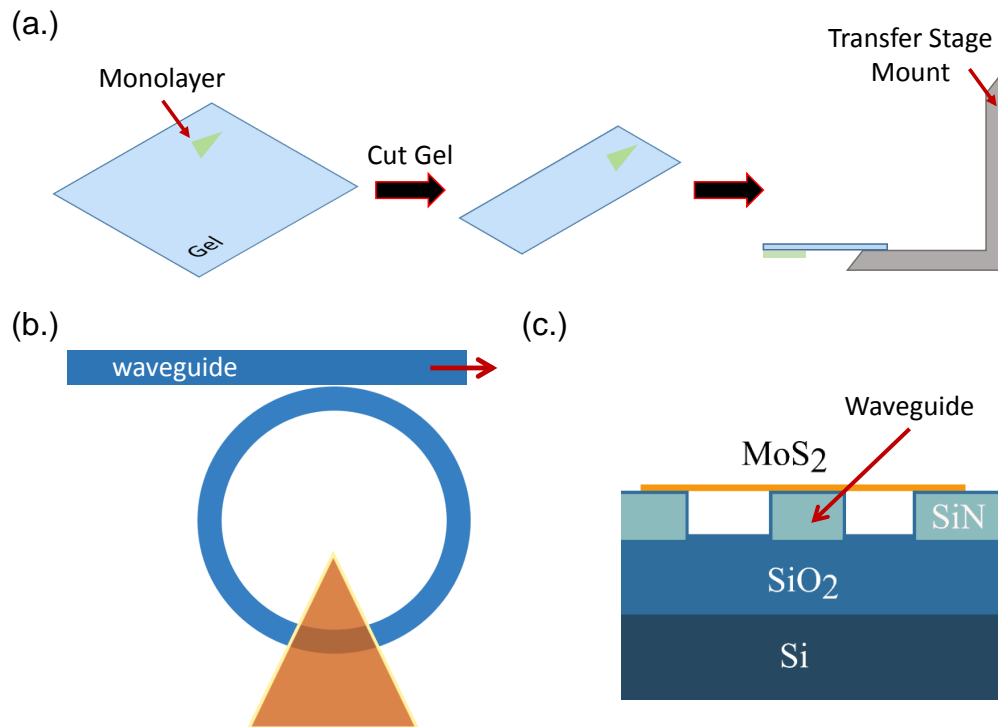 (a.)
Monolayer
Gel
Cut Gel
Transfer Stage
Mount
(b.)
waveguide
(c.)
Waveguide
MoS2
SiN
SiO2
Si